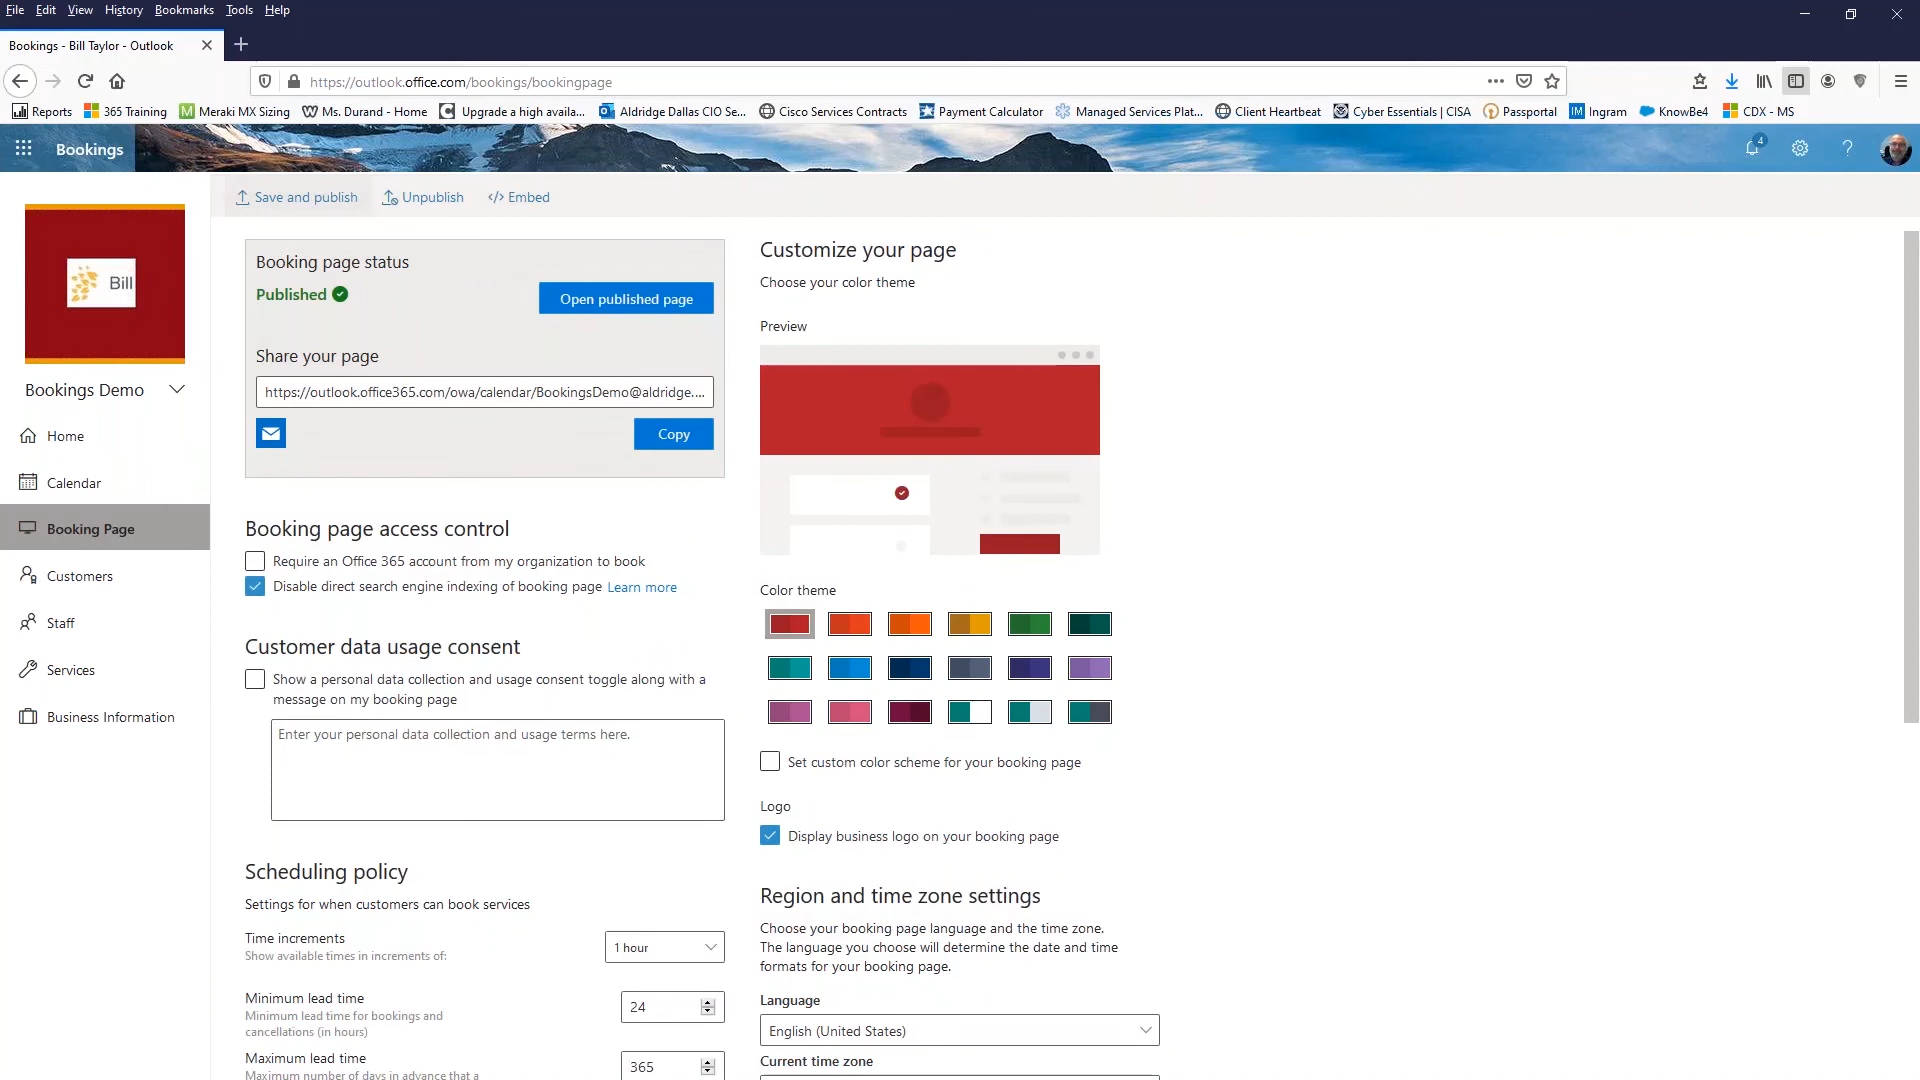 File Edit View History Bookmarks Tools Help
Bookings - Bill Taylor - Outlook
https://outlook.office.com/bookings/bookingpage
Reports 365 Training Meraki MX Sizing Ms. Durand - Home Upgrade a high availa... Aldridge Dallas CIO Se... Cisco Services Contracts Payment Calculator Managed Services Plat... Client Heartbeat Cyber Essentials | CISA Passportal Ingram KnowBe4 CDX - MS
Bookings
4
Save and publish Unpublish </> Embed
Bill
Bookings Demo
Home
Calendar
Booking Page
Customers
Staff
Services
Business Information
Booking page status
Published
Open published page
Share your page
https://outlook.office365.com/owa/calendar/BookingsDemo@aldridge....
Copy
Booking page access control
Require an Office 365 account from my organization to book
Disable direct search engine indexing of booking page Learn more
Customer data usage consent
Show a personal data collection and usage consent toggle along with a
message on my booking page
Enter your personal data collection and usage terms here.
Scheduling policy
Settings for when customers can book services
Time increments
Show available times in increments of:
1 hour
Minimum lead time
Minimum lead time for bookings and
cancellations (in hours)
24
Maximum lead time
Maximum number of days in advance that a
365
Customize your page
Choose your color theme
Preview
Color theme
Set custom color scheme for your booking page
Logo
Display business logo on your booking page
Region and time zone settings
Choose your booking page language and the time zone.
The language you choose will determine the date and time
formats for your booking page.
Language
English (United States)
Current time zone